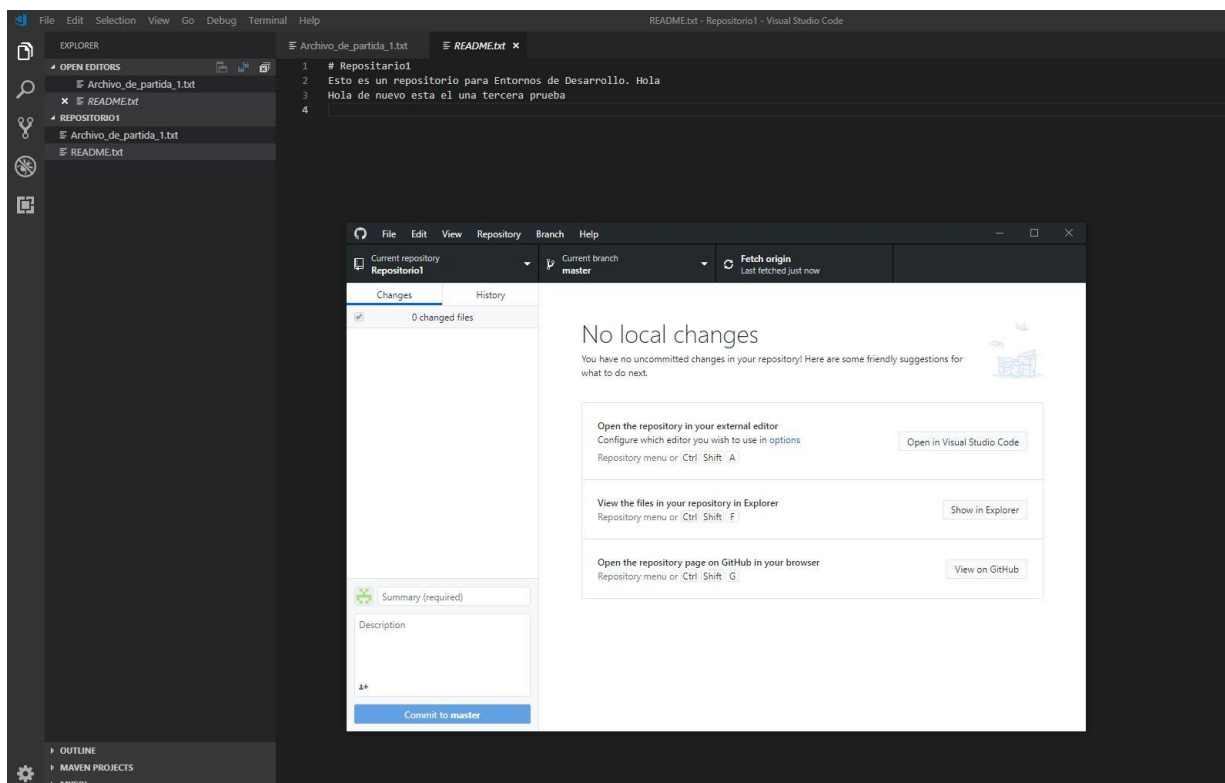 File Edit Selection View Go Debug Terminal Help
README.txt - Repositorio1 - Visual Studio Code
EXPLORER
OPEN EDITORS
Archivo_de_partida_1.txt
README.txt
REPOSITORIO1
Archivo_de_partida_1.txt
README.txt
OUTLINE
MAVEN PROJECTS
Archivo_de_partida_1.txt README.txt
1 # Repositario1
2 Esto es un repositorio para Entornos de Desarrollo. Hola
3 Hola de nuevo esta el una tercera prueba
4
File Edit View Repository Branch Help
Current repository
Repositorio1
Current branch
master
Fetch origin
Last fetched just now
Changes History
0 changed files
Summary (required)
Description
Commit to master
No local changes
You have no uncommitted changes in your repository! Here are some friendly suggestions for
what to do next.
Open the repository in your external editor
Configure which editor you wish to use in options
Repository menu or Ctrl Shift A
Open in Visual Studio Code
View the files in your repository in Explorer
Repository menu or Ctrl Shift F
Show in Explorer
Open the repository page on GitHub in your browser
Repository menu or Ctrl Shift G
View on GitHub